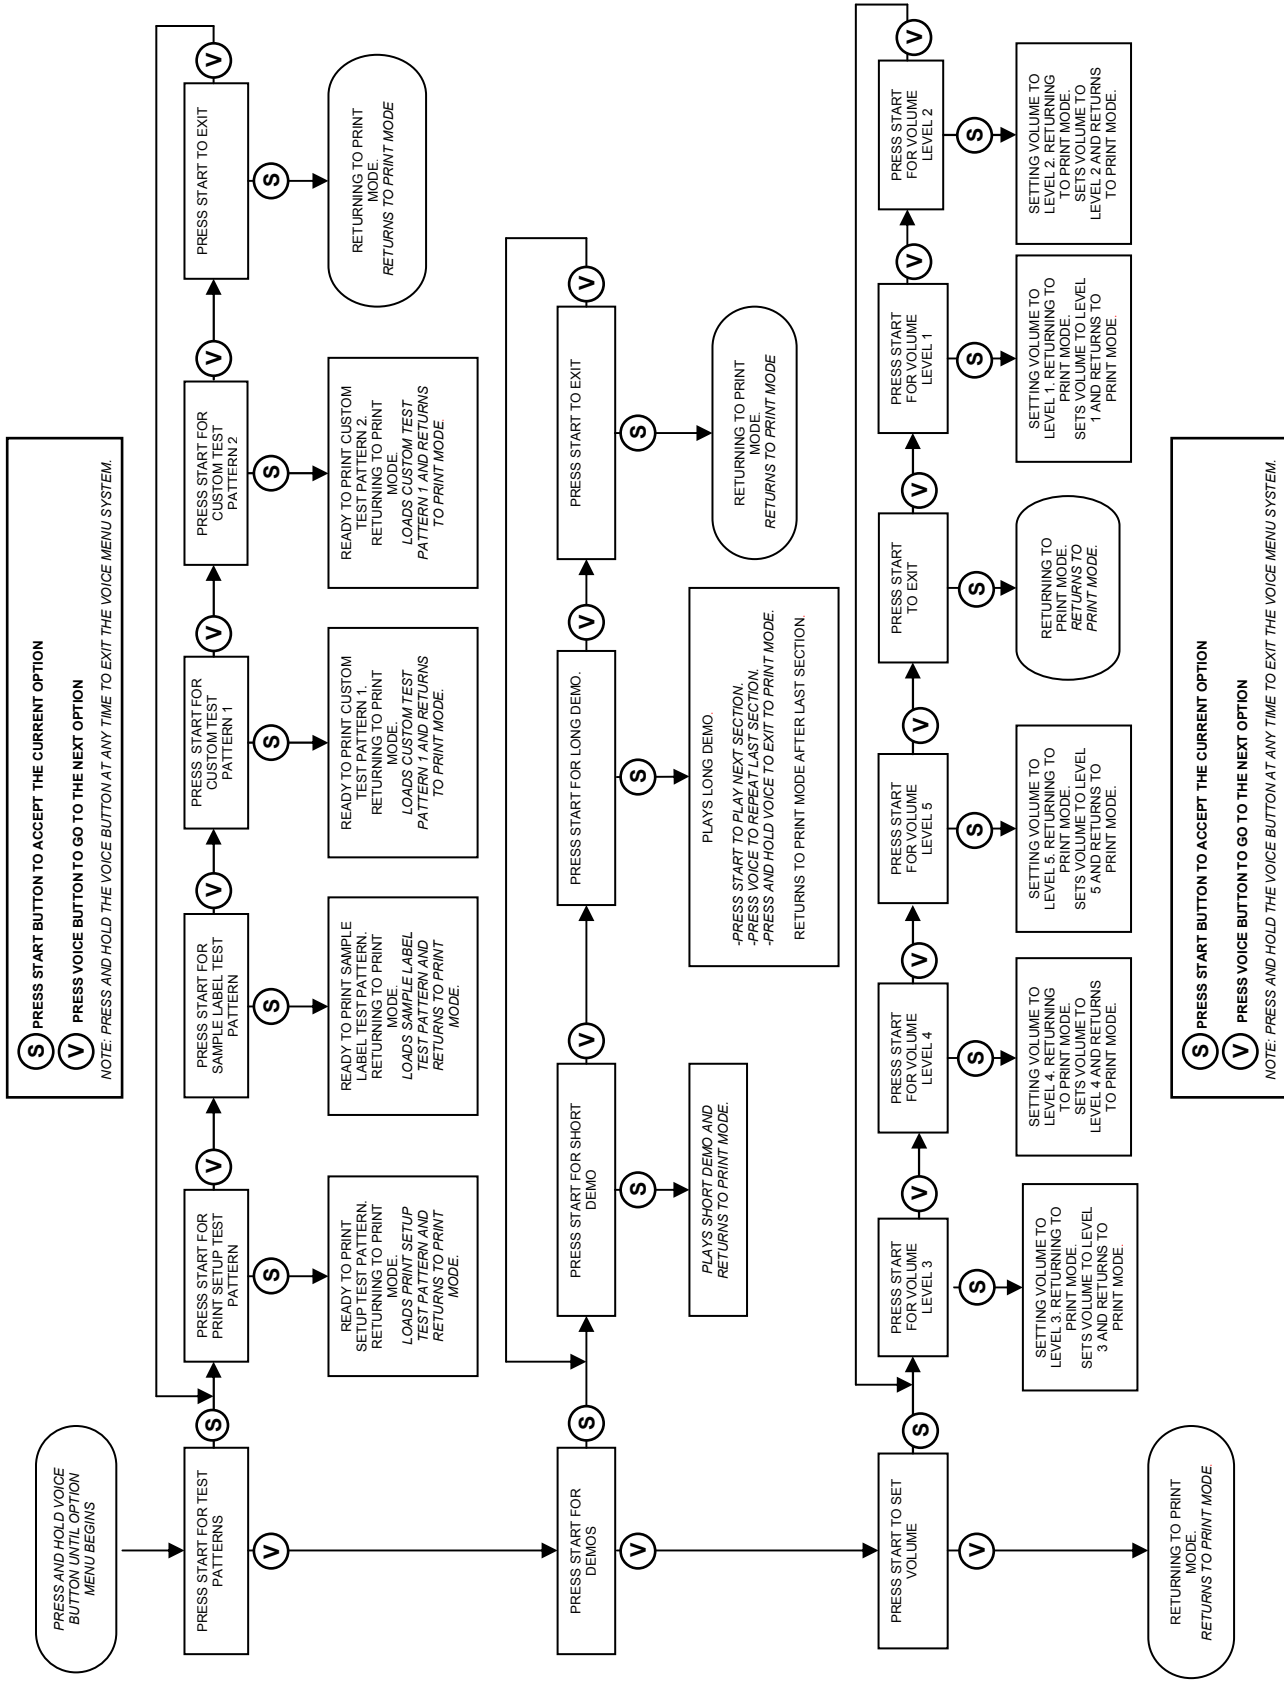 S PRESS START BUTTON TO ACCEPT THE CURRENT OPTION
V PRESS VOICE BUTTON TO GO TO THE NEXT OPTION
NOTE: PRESS AND HOLD THE VOICE BUTTON AT ANY TIME TO EXIT THE VOICE MENU SYSTEM.
PRESS AND HOLD VOICE
BUTTON UNTIL OPTION
MENU BEGINS
PRESS START FOR TEST
PATTERNS
S
PRESS START FOR
PRINT SETUP TEST
PATTERN
V
PRESS START FOR
SAMPLE LABEL TEST
PATTERN
V
PRESS START FOR
CUSTOM TEST
PATTERN 1
V
PRESS START FOR
CUSTOM TEST
PATTERN 2
V
PRESS START TO EXIT
V
V
S
S
S
S
S
READY TO PRINT
SETUP TEST PATTERN.
RETURNING TO PRINT
MODE.
LOADS PRINT SETUP
TEST PATTERN AND
RETURNS TO PRINT
MODE.
READY TO PRINT SAMPLE
LABEL TEST PATTERN.
RETURNING TO PRINT
MODE.
LOADS SAMPLE LABEL
TEST PATTERN AND
RETURNS TO PRINT
MODE.
READY TO PRINT CUSTOM
TEST PATTERN 1.
RETURNING TO PRINT
MODE.
LOADS CUSTOM TEST
PATTERN 1 AND RETURNS
TO PRINT MODE.
READY TO PRINT CUSTOM
TEST PATTERN 2.
RETURNING TO PRINT
MODE.
LOADS CUSTOM TEST
PATTERN 1 AND RETURNS
TO PRINT MODE.
RETURNING TO PRINT
MODE.
RETURNS TO PRINT MODE
PRESS START FOR
DEMOS
S
PRESS START FOR SHORT
DEMO
V
PRESS START FOR LONG DEMO.
V
PRESS START TO EXIT
V
V
S
S
S
PLAYS SHORT DEMO AND
RETURNS TO PRINT MODE.
PLAYS LONG DEMO.
-PRESS START TO PLAY NEXT SECTION.
-PRESS VOICE TO REPEAT LAST SECTION.
-PRESS AND HOLD VOICE TO EXIT TO PRINT MODE.
RETURNS TO PRINT MODE AFTER LAST SECTION.
RETURNING TO PRINT
MODE.
RETURNS TO PRINT MODE
PRESS START TO SET
VOLUME
S
PRESS START
FOR VOLUME
LEVEL 3
V
PRESS START
FOR VOLUME
LEVEL 4
V
PRESS START
FOR VOLUME
LEVEL 5
V
PRESS START
TO EXIT
V
PRESS START
FOR VOLUME
LEVEL 1
V
PRESS START
FOR VOLUME
LEVEL 2
V
V
S
S
S
S
S
S
RETURNING TO PRINT
MODE.
RETURNS TO PRINT MODE.
SETTING VOLUME TO
LEVEL 3. RETURNING TO
PRINT MODE.
SETS VOLUME TO LEVEL
3 AND RETURNS TO
PRINT MODE.
SETTING VOLUME TO
LEVEL 4. RETURNING
TO PRINT MODE.
SETS VOLUME TO
LEVEL 4 AND RETURNS
TO PRINT MODE.
SETTING VOLUME TO
LEVEL 5. RETURNING TO
PRINT MODE.
SETS VOLUME TO LEVEL
5 AND RETURNS TO
PRINT MODE.
RETURNING TO
PRINT MODE.
RETURNS TO
PRINT MODE.
SETTING VOLUME TO
LEVEL 1. RETURNING TO
PRINT MODE.
SETS VOLUME TO LEVEL
1 AND RETURNS TO
PRINT MODE.
SETTING VOLUME TO
LEVEL 2. RETURNING
TO PRINT MODE.
SETS VOLUME TO
LEVEL 2 AND RETURNS
TO PRINT MODE.
S PRESS START BUTTON TO ACCEPT THE CURRENT OPTION
V PRESS VOICE BUTTON TO GO TO THE NEXT OPTION
NOTE: PRESS AND HOLD THE VOICE BUTTON AT ANY TIME TO EXIT THE VOICE MENU SYSTEM.